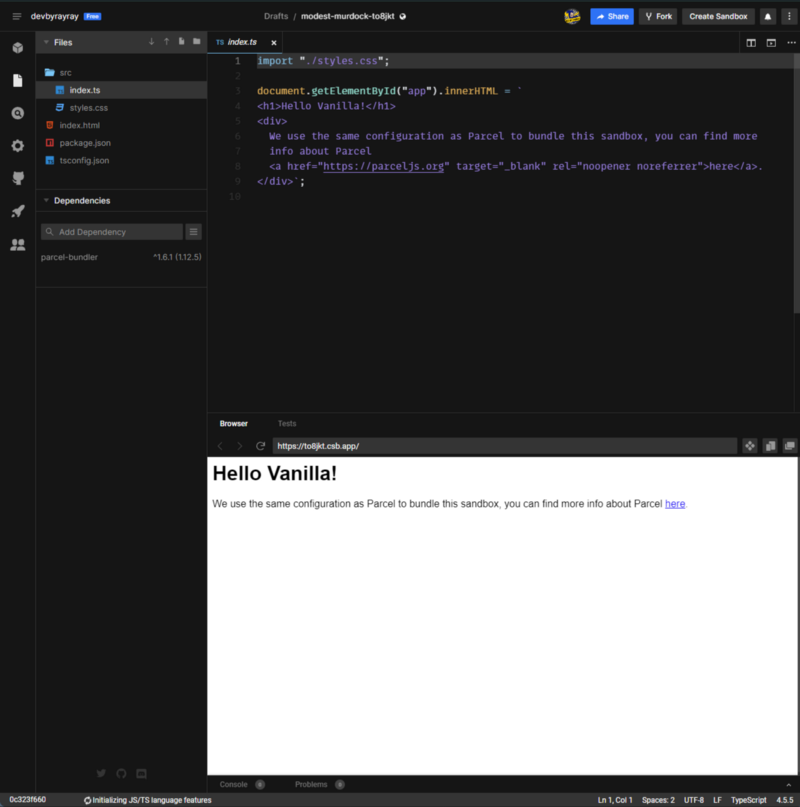 devbyrayray Free Drafts / modest-murdock-to8jkt Share Fork Create Sandbox
Files
src
index.ts
styles.css
index.html
package.json
tsconfig.json
Dependencies
Add Dependency
parcel-bundler ^1.6.1 (1.12.5)
TS index.ts ×
1 import "./styles.css";
2
3 document.getElementById("app").innerHTML = `
4 <h1>Hello Vanilla!</h1>
5 <div>
6 We use the same configuration as Parcel to bundle this sandbox, you can find more
7 info about Parcel
8 <a href="https://parceljs.org" target="_blank" rel="noopener noreferrer">here</a>.
9 </div>`;
10
Browser Tests
https://to8jkt.csb.app/
Hello Vanilla!
We use the same configuration as Parcel to bundle this sandbox, you can find more info about Parcel here.
Console 0 Problems 0
0c323f660 Initializing JS/TS language features Ln 1, Col 1 Spaces: 2 UTF-8 LF TypeScript 4.5.5